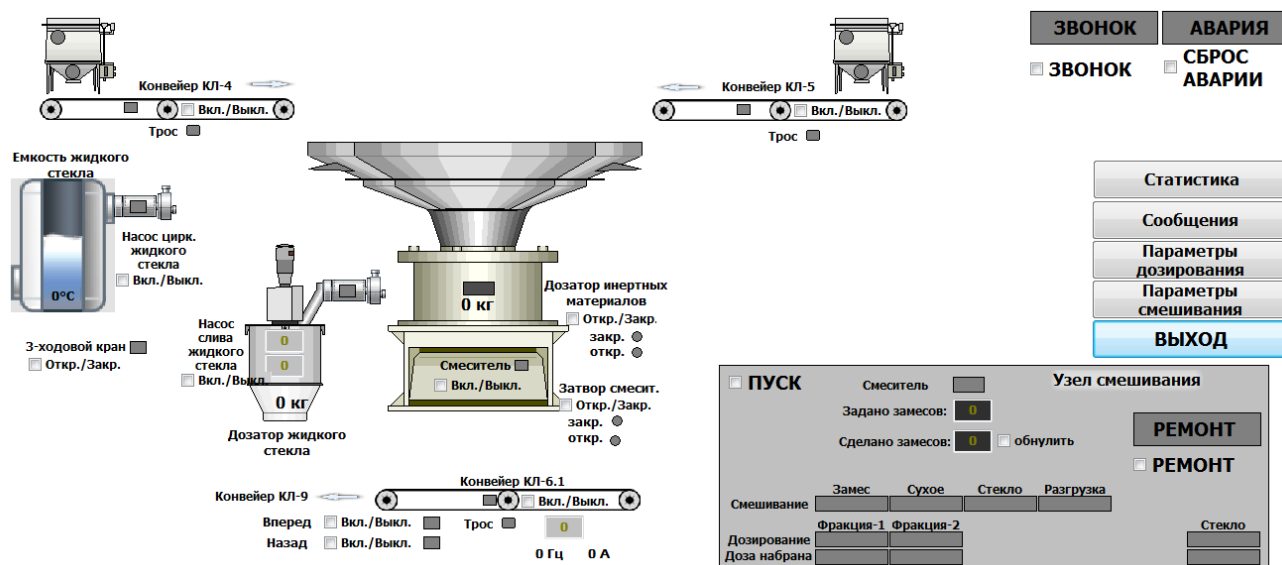 ЗВОНОК АВАРИЯ
ЗВОНОК
СБРОС
АВАРИИ
Конвейер КЛ-4
Вкл./Выкл.
Трос
Конвейер КЛ-5
Вкл./Выкл.
Трос
Емкость жидкого
стекла
0°С
Насос цирк.
жидкого
стекла
Вкл./Выкл.
3-ходовой кран
Откр./Закр.
Насос
слива
жидкого
стекла
Вкл./Выкл.
0
0
0 кг
Дозатор жидкого
стекла
0 кг
Дозатор инертных
материалов
Откр./Закр.
закр.
откр.
Смеситель
Вкл./Выкл.
Затвор смесит.
Откр./Закр.
закр.
откр.
Статистика
Сообщения
Параметры
дозирования
Параметры
смешивания
ВЫХОД
Конвейер КЛ-6.1
Конвейер КЛ-9
Вкл./Выкл.
Вперед Вкл./Выкл.
Назад Вкл./Выкл.
Трос
0
0 Гц 0 А
ПУСК
Смеситель
Узел смешивания
Задано замесов: 0
Сделано замесов: 0 обнулить
РЕМОНТ
РЕМОНТ
Замес Сухое Стекло Разгрузка
Смешивание
Фракция-1 Фракция-2 Стекло
Дозирование
Доза набрана